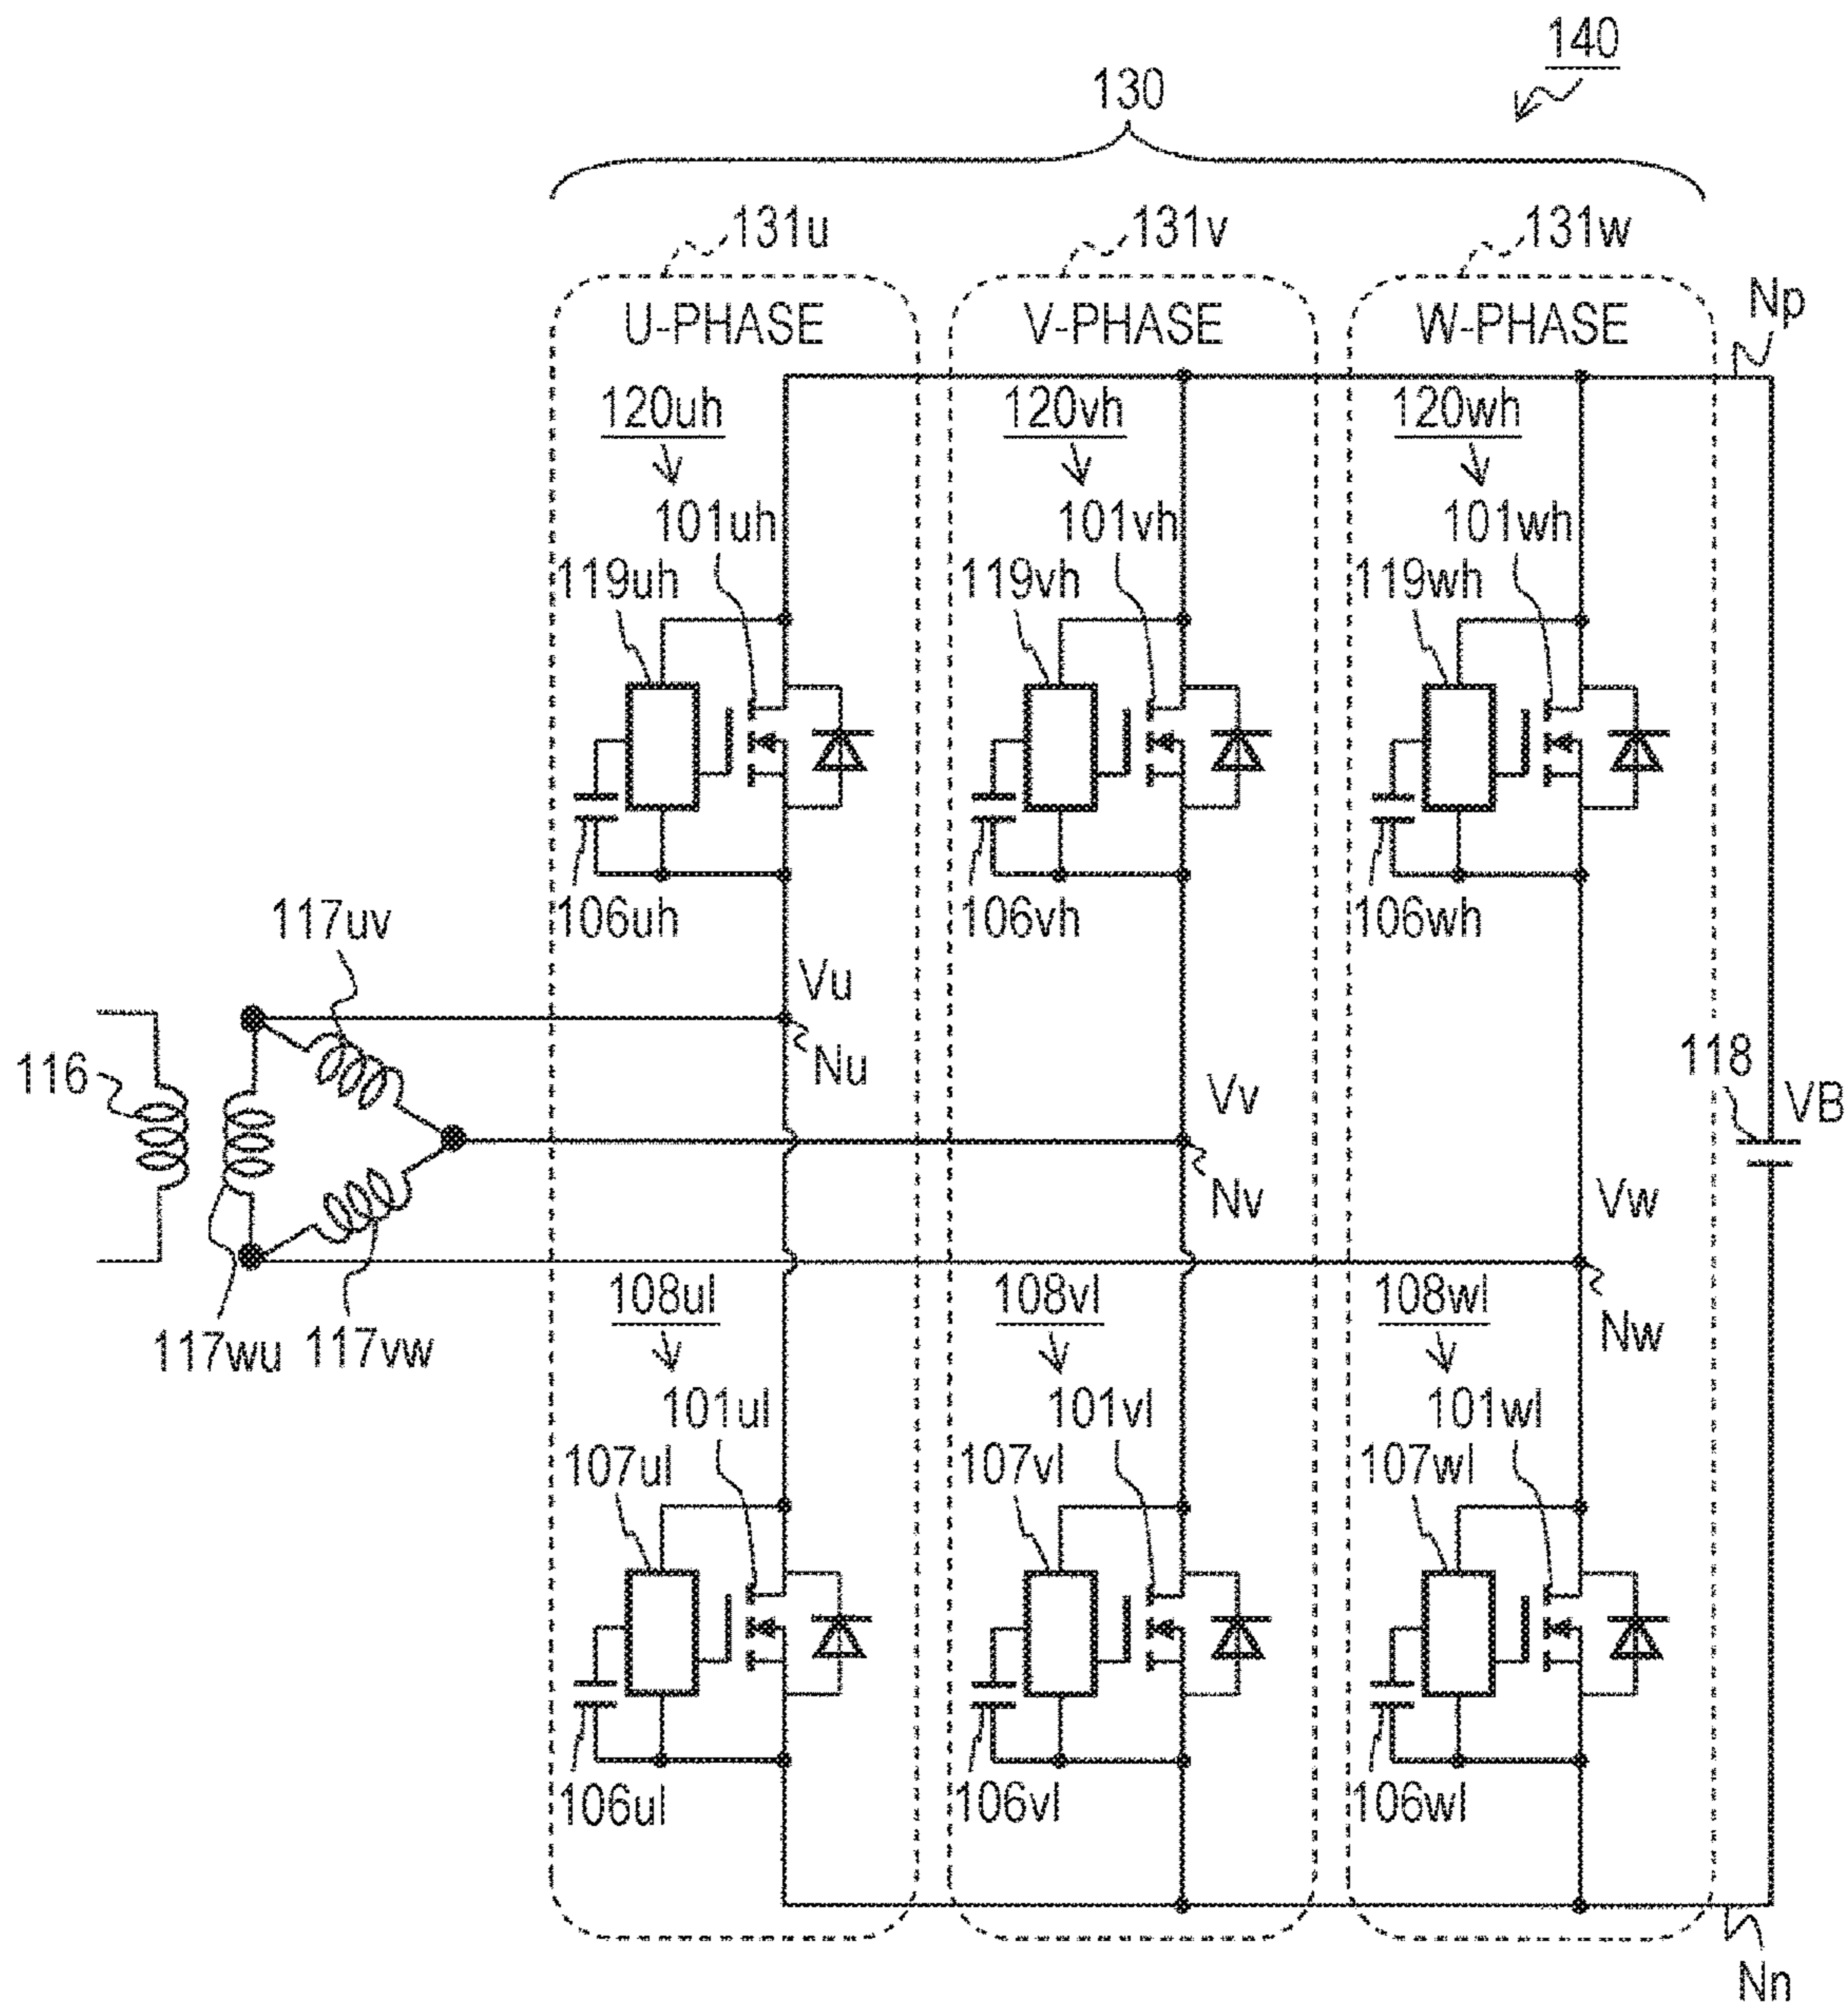 140
130
131u 131v 131w
U-PHASE V-PHASE W-PHASE Np
120uh 120vh 120wh
101uh 101vh 101wh
119uh 119vh 119wh
106uh 106vh 106wh
117uv
Vu
116 Nu 118
Vv VB
Nv Vw
108ul 108vl 108wl
117wu 117vw Nw
101ul 101vl 101wl
107ul 107vl 107wl
106ul 106vl 106wl
Nn